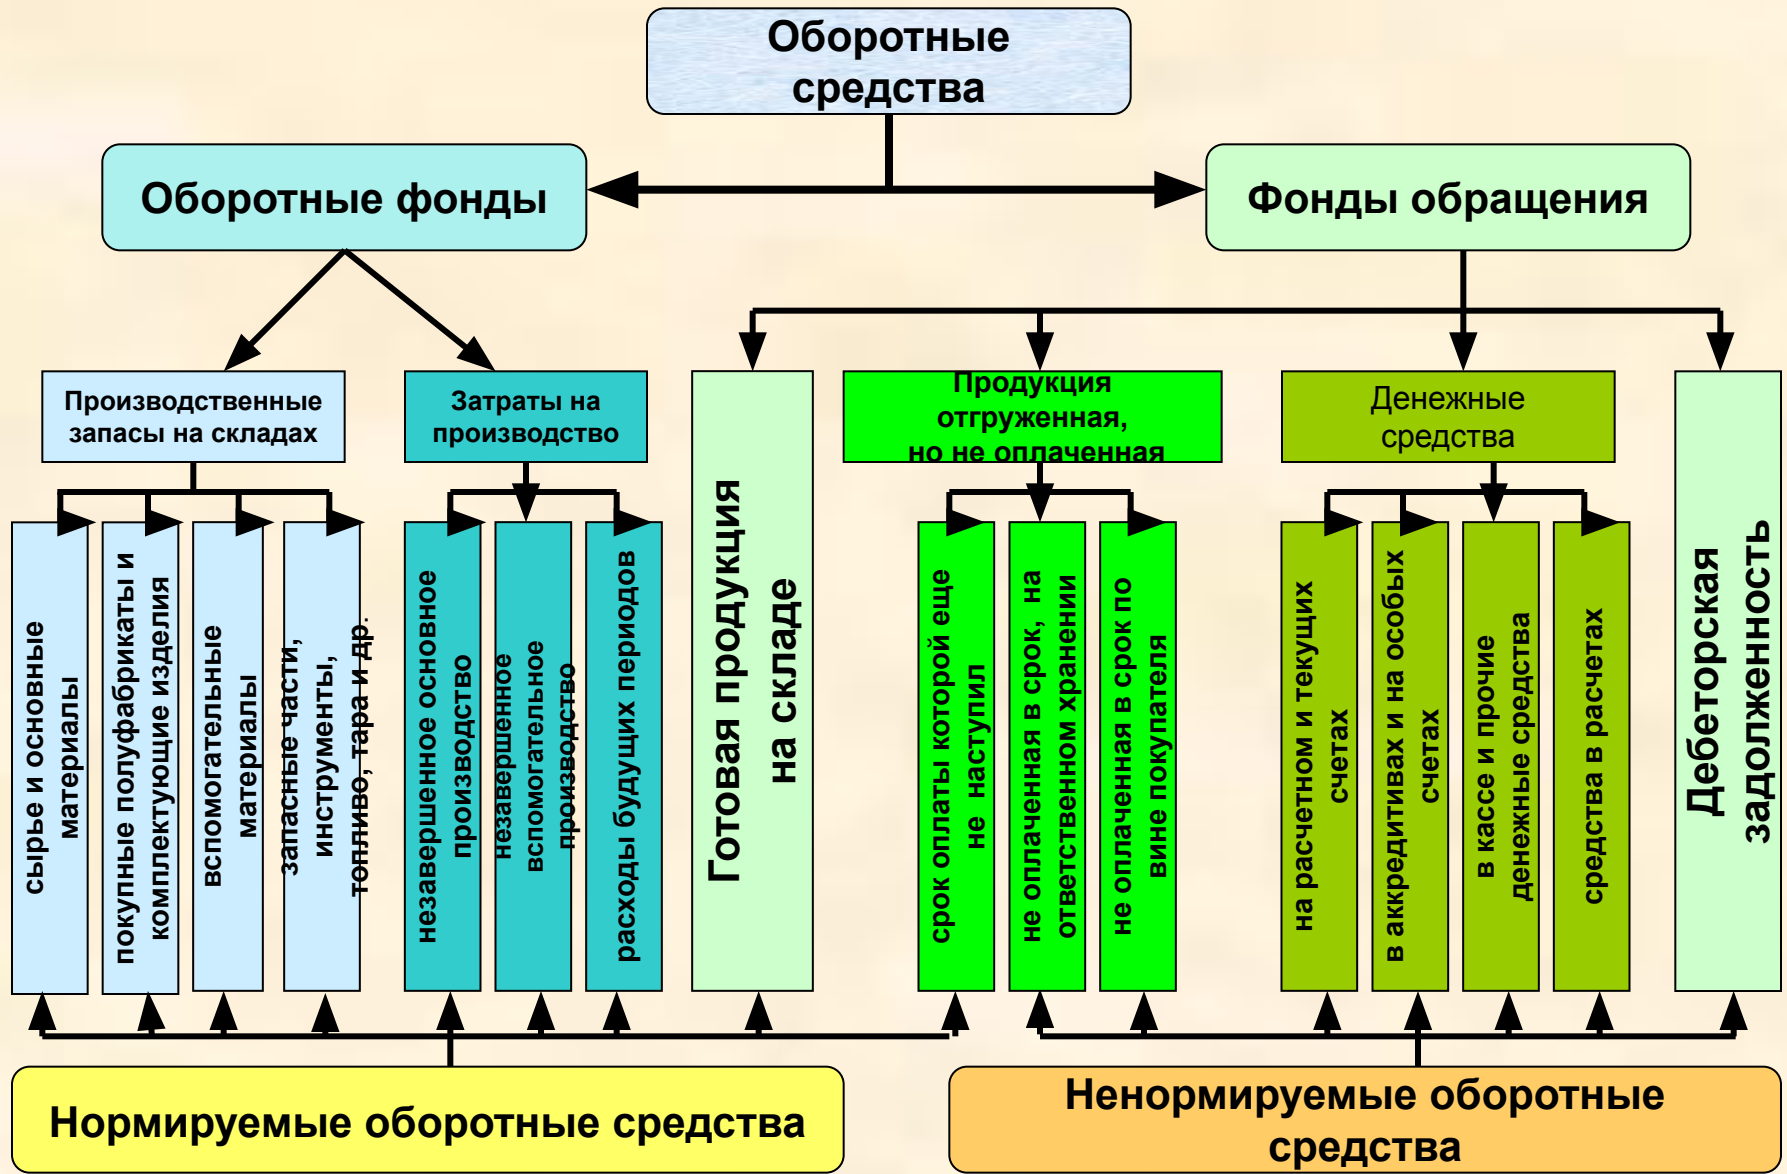 Оборотные
средства
Оборотные фонды
Фонды обращения
Производственные
запасы на складах
Затраты на
производство
Готовая продукция
на складе
Продукция
отгруженная,
но не оплаченная
Денежные
средства
Дебеторская
задолженность
сырье и основные
материалы
покупные полуфабрикаты и
комплектующие изделия
вспомогательные
материалы
запасные части,
инструменты,
топливо, тара и др.
незавершенное основное
производство
незавершенное
вспомогательное
производство
расходы будущих периодов
срок оплаты которой еще
не наступил
не оплаченная в срок, на
ответственном хранении
не оплаченная в срок по
вине покупателя
на расчетном и текущих
счетах
в аккредитивах и на особых
счетах
в кассе и прочие
денежные средства
средства в расчетах
Нормируемые оборотные средства
Ненормируемые оборотные
средства